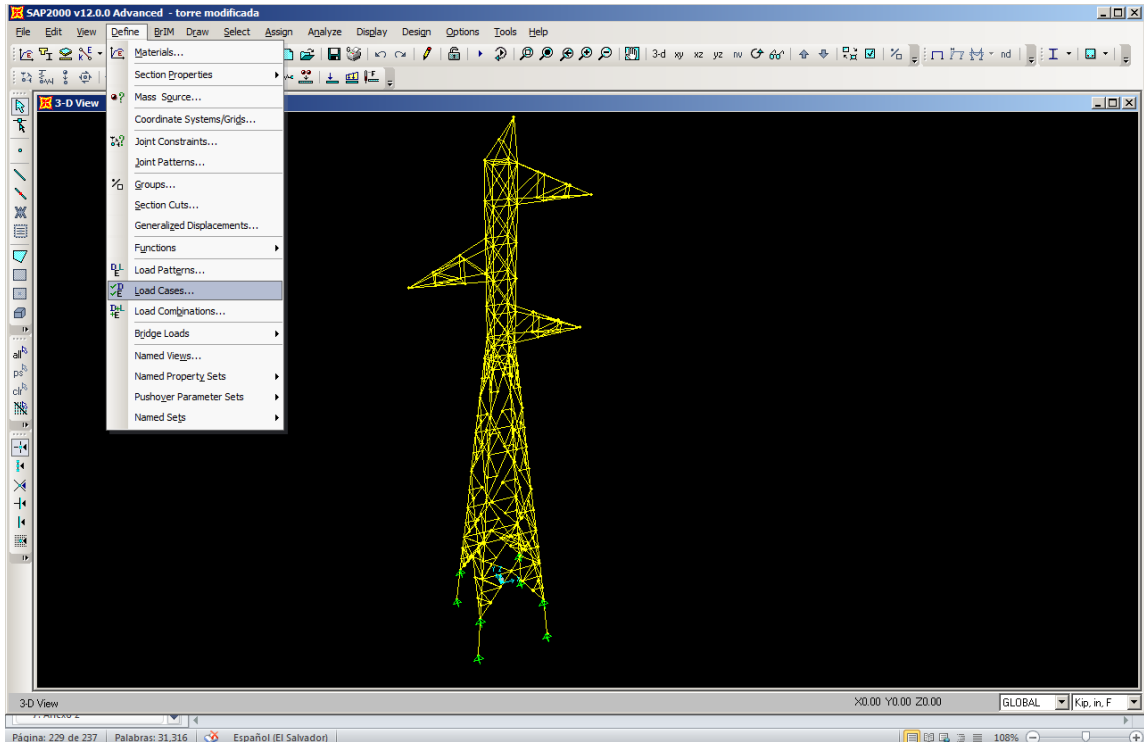 SAP2000 v12.0.0 Advanced - torre modificada
File Edit View Define BrIM Draw Select Assign Analyze Display Design Options Tools Help
3-d xy xz yz nv nd
3-D View
Materials...
Section Properties
Mass Source...
Coordinate Systems/Grids...
Joint Constraints...
Joint Patterns...
Groups...
Section Cuts...
Generalized Displacements...
Functions
Load Patterns...
Load Cases...
Load Combinations...
Bridge Loads
Named Views...
Named Property Sets
Pushover Parameter Sets
Named Sets
all
ps
clr
3-D View X0.00 Y0.00 Z0.00 GLOBAL Kip, in, F
Página: 229 de 237 Palabras: 31,316 Español (El Salvador) 108%